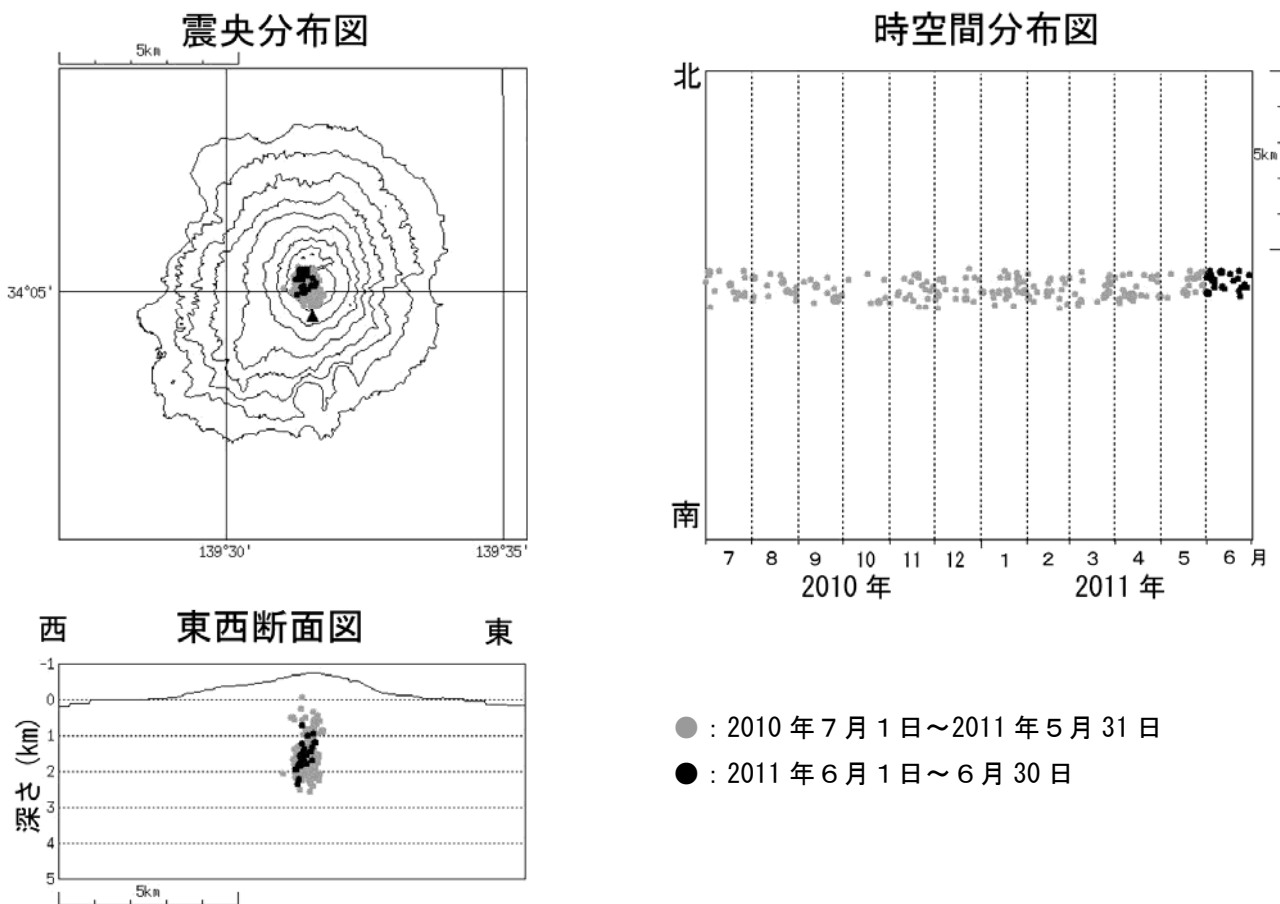 震央分布図
5km
34°05'
139°30' 139°35'
時空間分布図
北
5km
南
7 8 9 10 11 12 1 2 3 4 5 6 月
2010 年 2011 年
東西断面図
西 東
-1
0
1
2
3
4
5
深さ (km)
5km
● : 2010 年７月１日～2011 年５月 31 日
● : 2011 年６月１日～６月 30 日